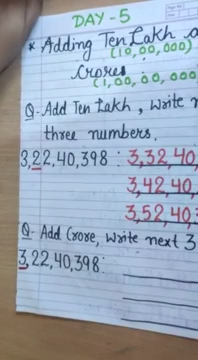 DAY - 5
* Adding Ten Lakh
(10,00,000)
Crores
(1,00,00,000
Q- Add Ten Lakh, write
three numbers.
3,22,40,398 : 3,32,40,
3,42,40,
3,52,40,
Q- Add Crore, write next 3
3,22,40,398: